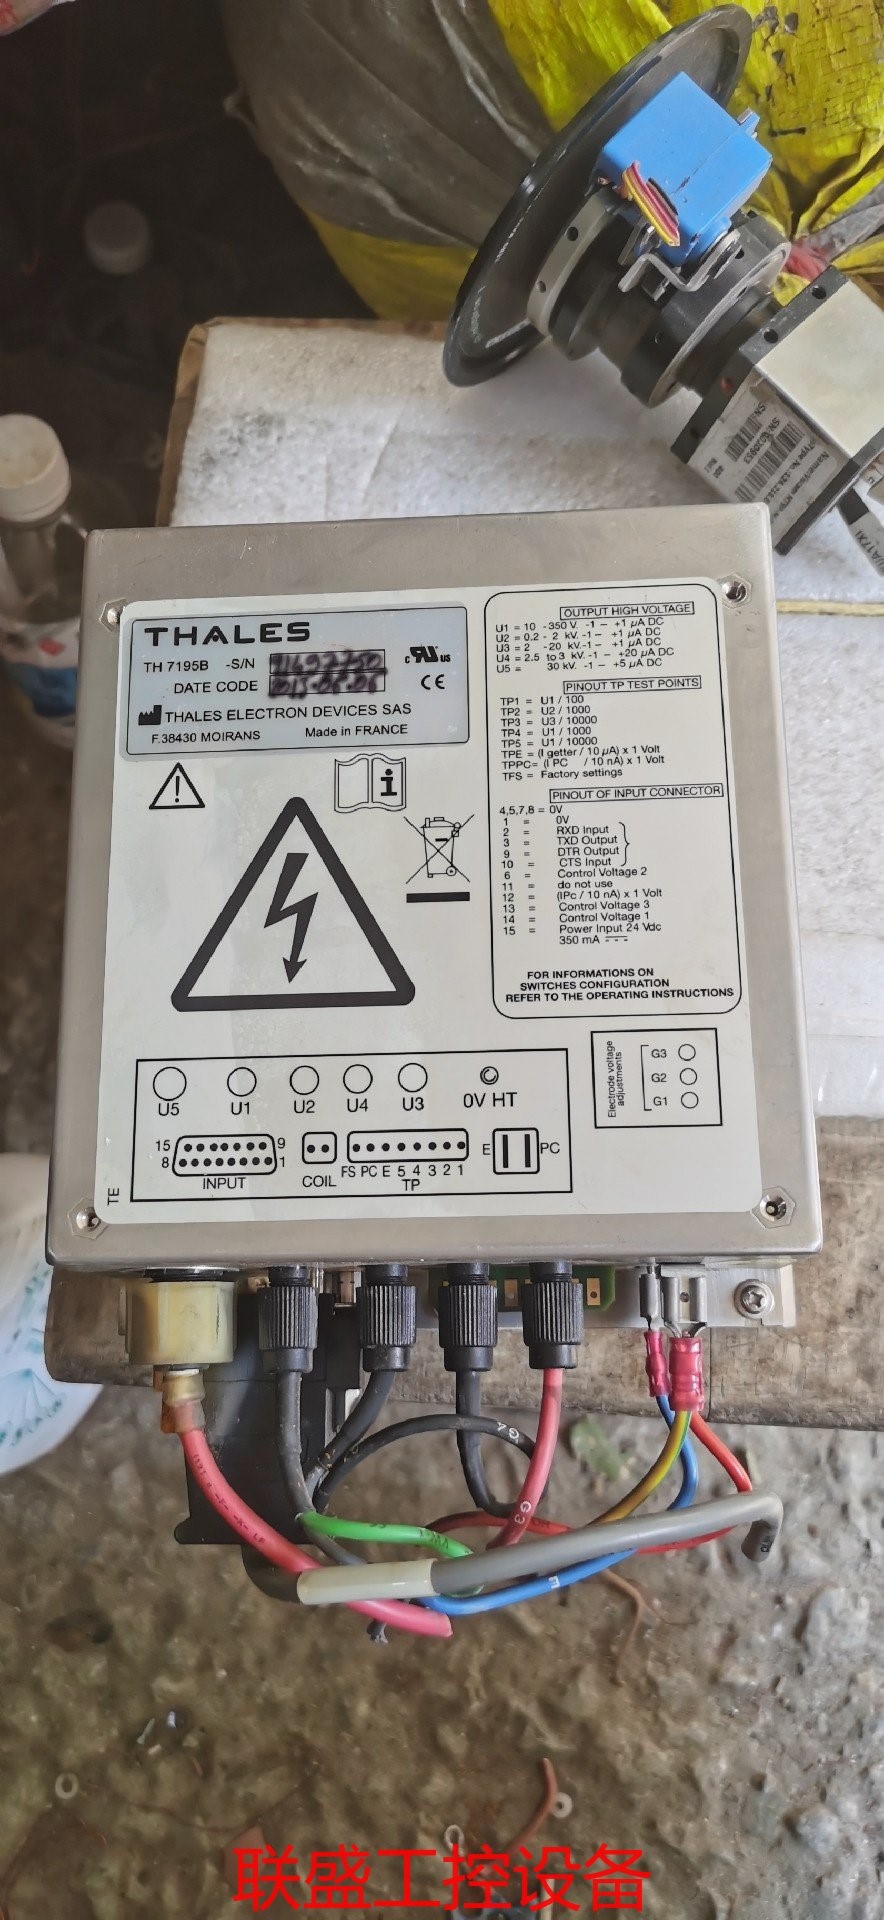 THALES
TH 7195B -S/N
DATE CODE
THALES ELECTRON DEVICES SAS
F.38430 MOIRANS Made in FRANCE
OUTPUT HIGH VOLTAGE
U1 = 10 -350 V. -1 – +1 µA DC
U2 = 0.2 - 2 kV. -1 – +1 µA DC
U3 = 2 -20 kV. -1 – +1 µA DC
U4 = 2.5 to 3 kV. -1 – +20 µA DC
U5 = 30 kV. -1 – +5 µA DC
PINOUT TP TEST POINTS
TP1 = U1 / 100
TP2 = U2 / 1000
TP3 = U3 / 10000
TP4 = U1 / 1000
TP5 = U1 / 10000
TPE = (I getter / 10 µA) x 1 Volt
TPPC= (I PC / 10 nA) x 1 Volt
TFS = Factory settings
PINOUT OF INPUT CONNECTOR
4,5,7,8 = 0V
1 = 0V
2 = RXD Input
3 = TXD Output
9 = DTR Output
10 = CTS Input
6 = Control Voltage 2
11 = do not use
12 = (IPc / 10 nA) x 1 Volt
13 = Control Voltage 3
14 = Control Voltage 1
15 = Power Input 24 Vdc
350 mA
FOR INFORMATIONS ON
SWITCHES CONFIGURATION
REFER TO THE OPERATING INSTRUCTIONS
Electrode voltage
adjustments
G3
G2
G1
U5 U1 U2 U4 U3 0V HT
15 9
8 1
INPUT
COIL
FS PC E 5 4 3 2 1
TP
E PC
TE
G3
联盛工控设备